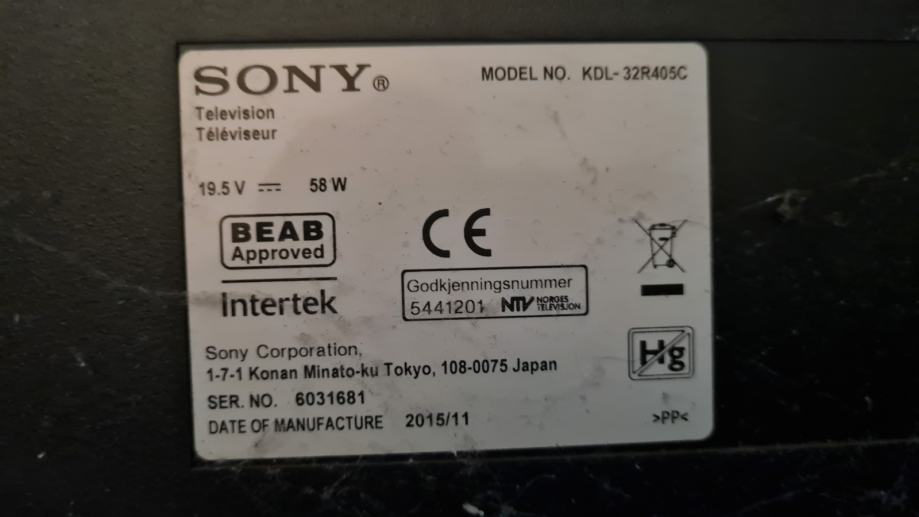 SONY®
MODEL NO. KDL-32R405C
Television
Téléviseur
19.5 V ⎓ 58 W
BEAB
Approved
Intertek
CE
Godkjenningsnummer
5441201 NTV NORGES
TELEVISJON
Hg
Sony Corporation,
1-7-1 Konan Minato-ku Tokyo, 108-0075 Japan
SER. NO. 6031681
DATE OF MANUFACTURE 2015/11
>PP<